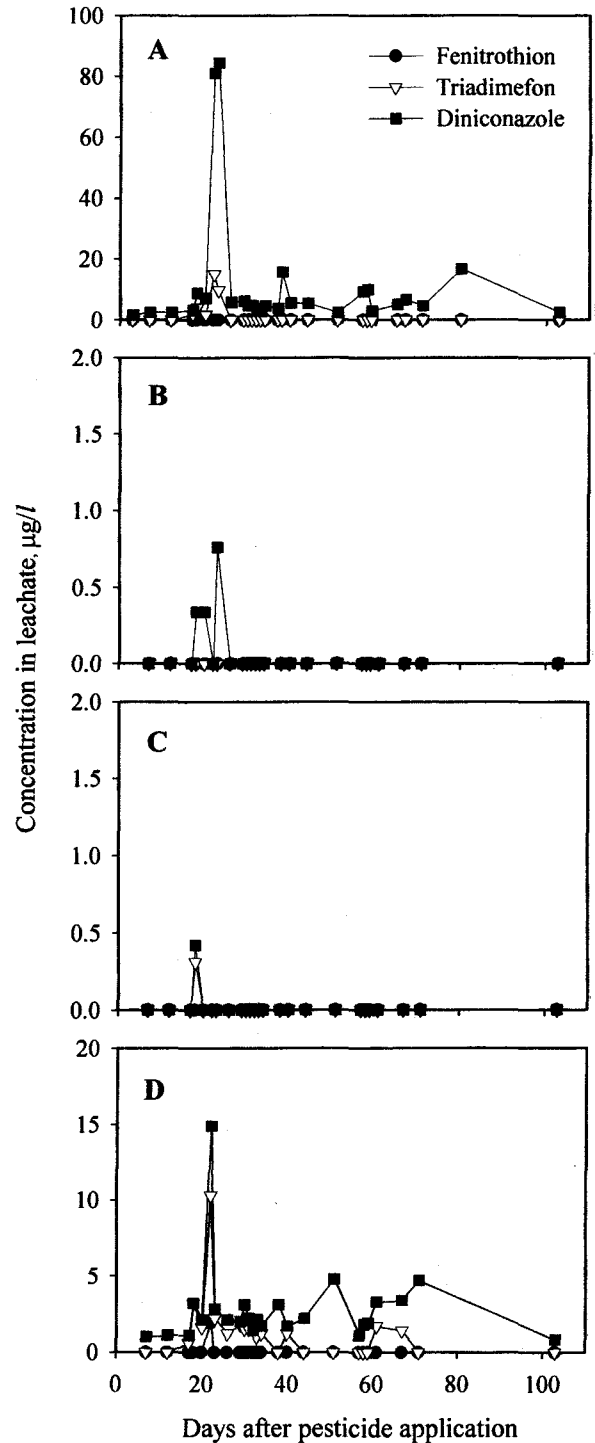 A
Fenitrothion
Triadimefon
Diniconazole
100
80
60
40
20
0
B
2.0
1.5
1.0
0.5
0.0
C
2.0
1.5
1.0
0.5
0.0
D
20
15
10
5
0
0 20 40 60 80 100
Concentration in leachate, µg/l
Days after pesticide application